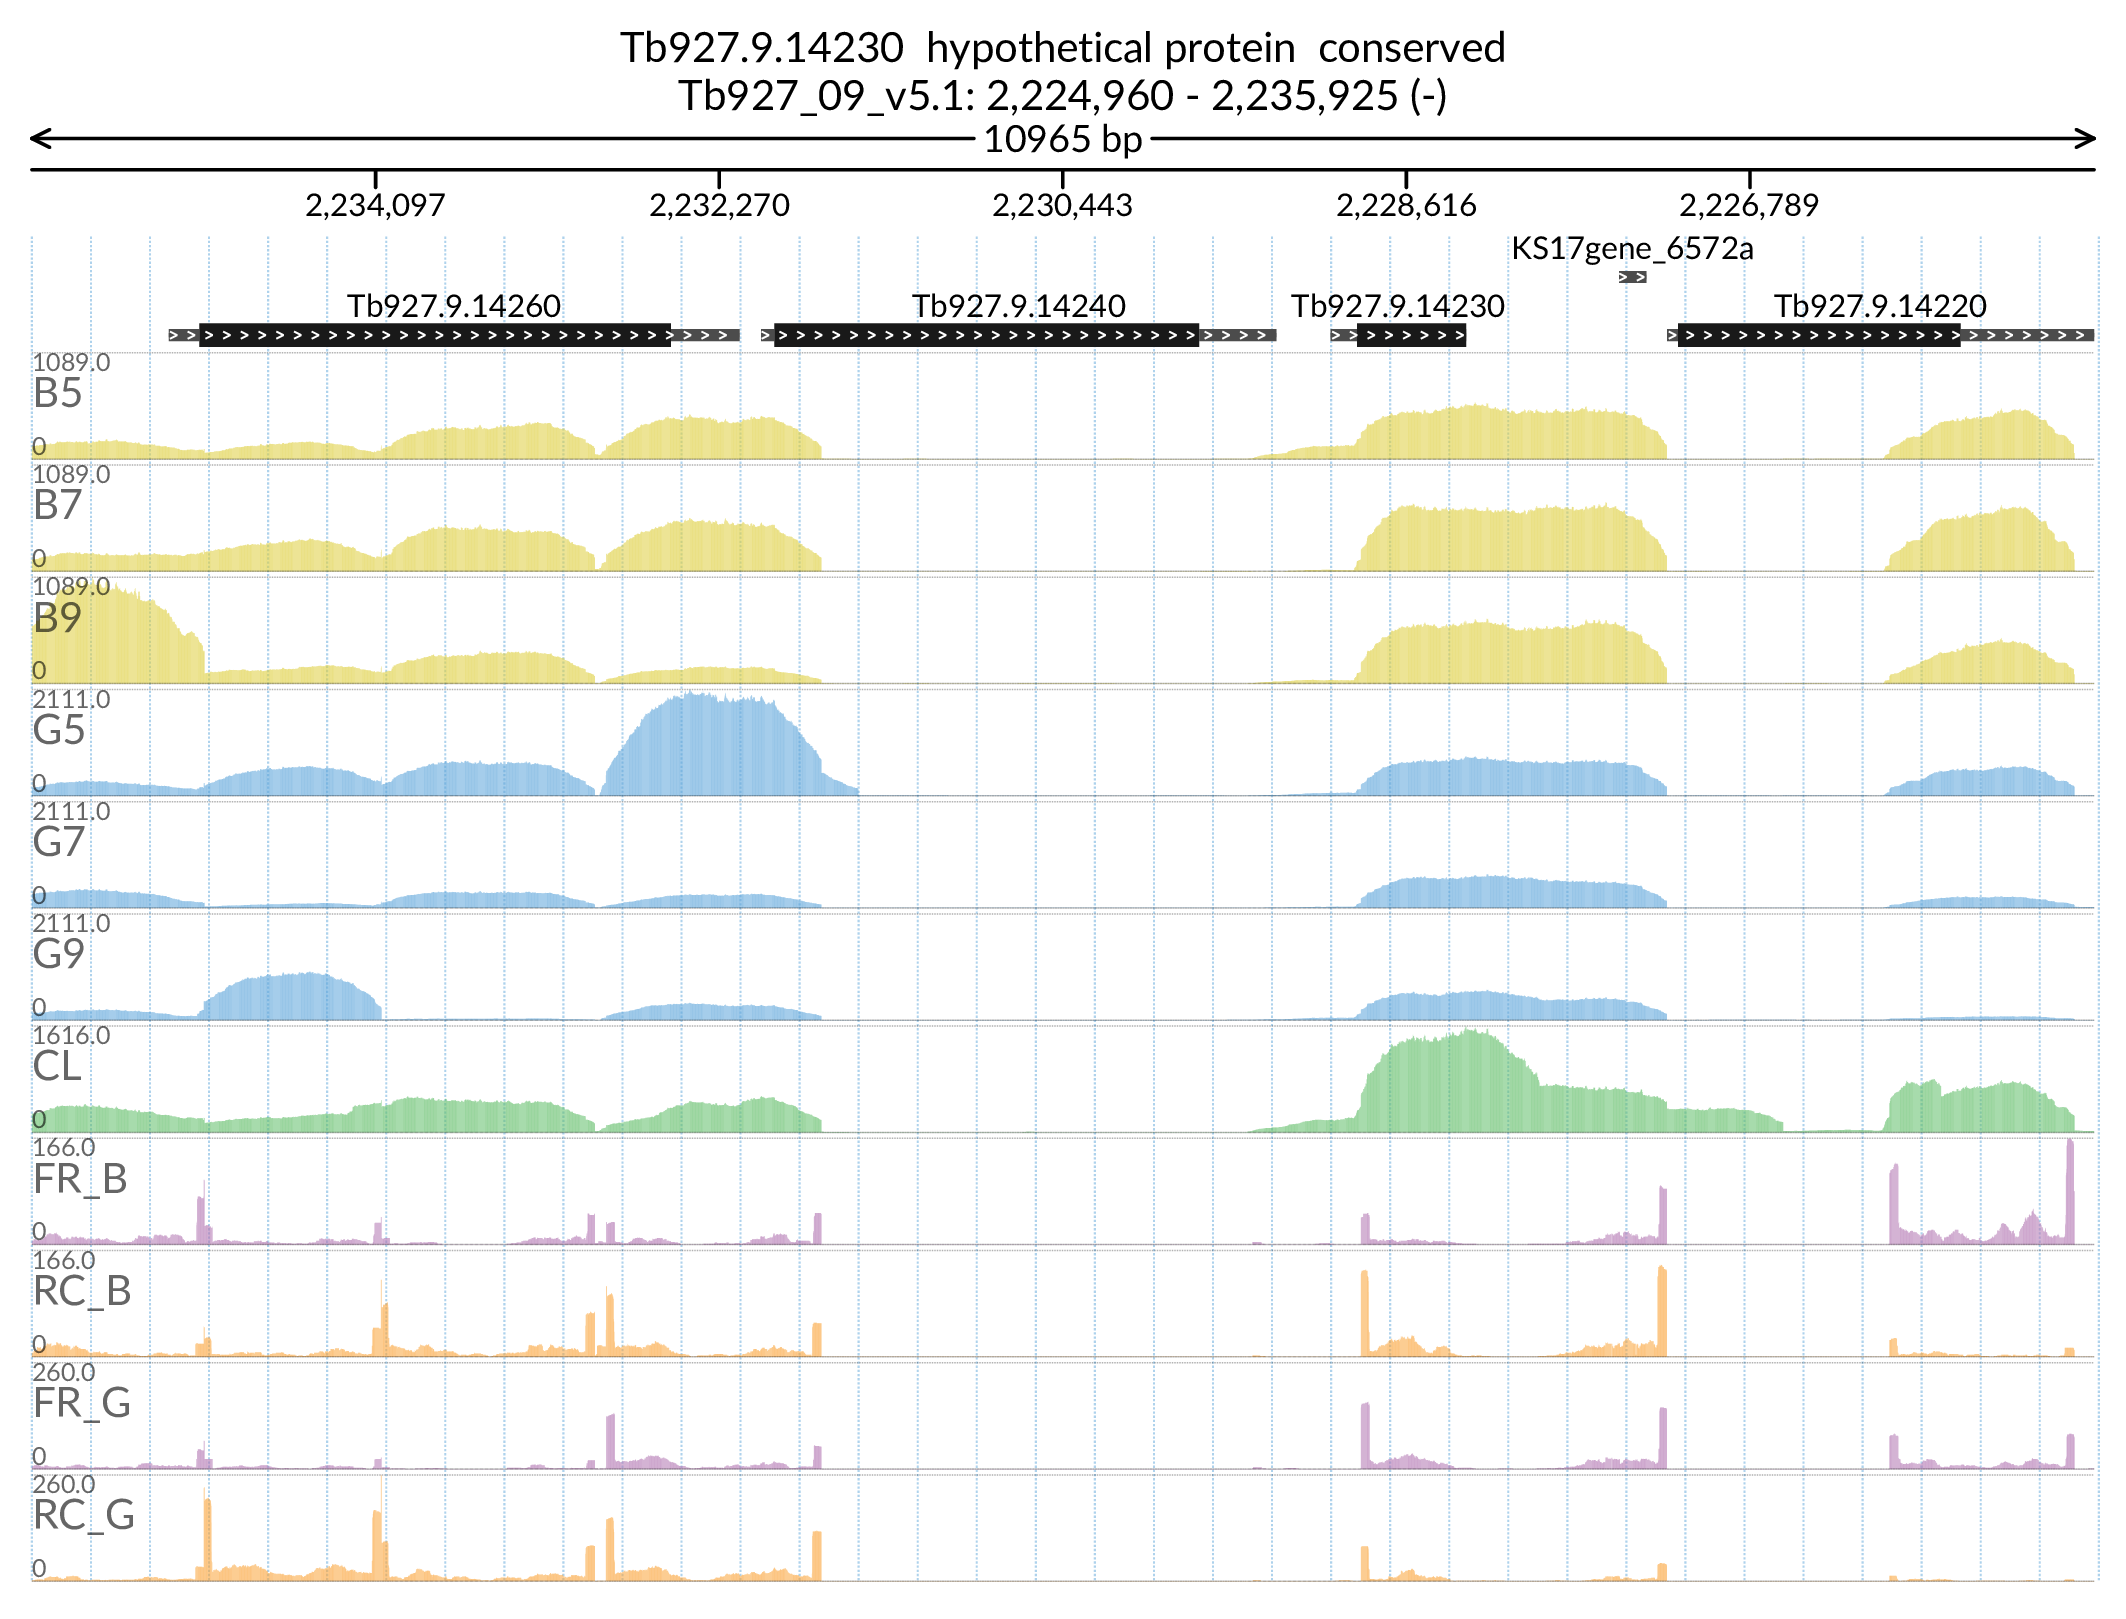 Tb927.9.14230  hypothetical protein  conserved
Tb927_09_v5.1: 2,224,960 - 2,235,925 (-)
10965 bp
2,234,097 2,232,270 2,230,443 2,228,616 2,226,789
KS17gene_6572a
Tb927.9.14260 Tb927.9.14240 Tb927.9.14230 Tb927.9.14220
1089.0
B5
0
1089.0
B7
0
1089.0
B9
0
2111.0
G5
0
2111.0
G7
0
2111.0
G9
0
1616.0
CL
0
166.0
FR_B
0
166.0
RC_B
0
260.0
FR_G
0
260.0
RC_G
0